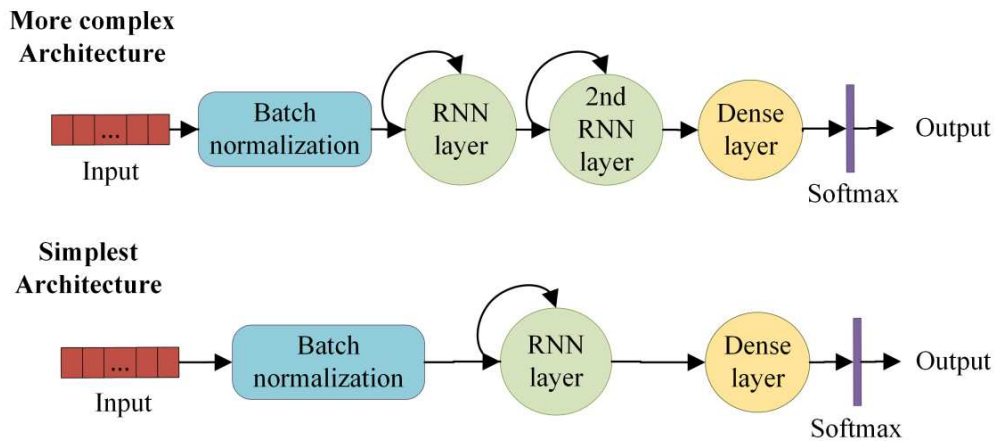 More complex
Architecture
...
Input
Batch
normalization
RNN
layer
2nd
RNN
layer
Dense
layer
Softmax
Output
Simplest
Architecture
...
Input
Batch
normalization
RNN
layer
Dense
layer
Softmax
Output